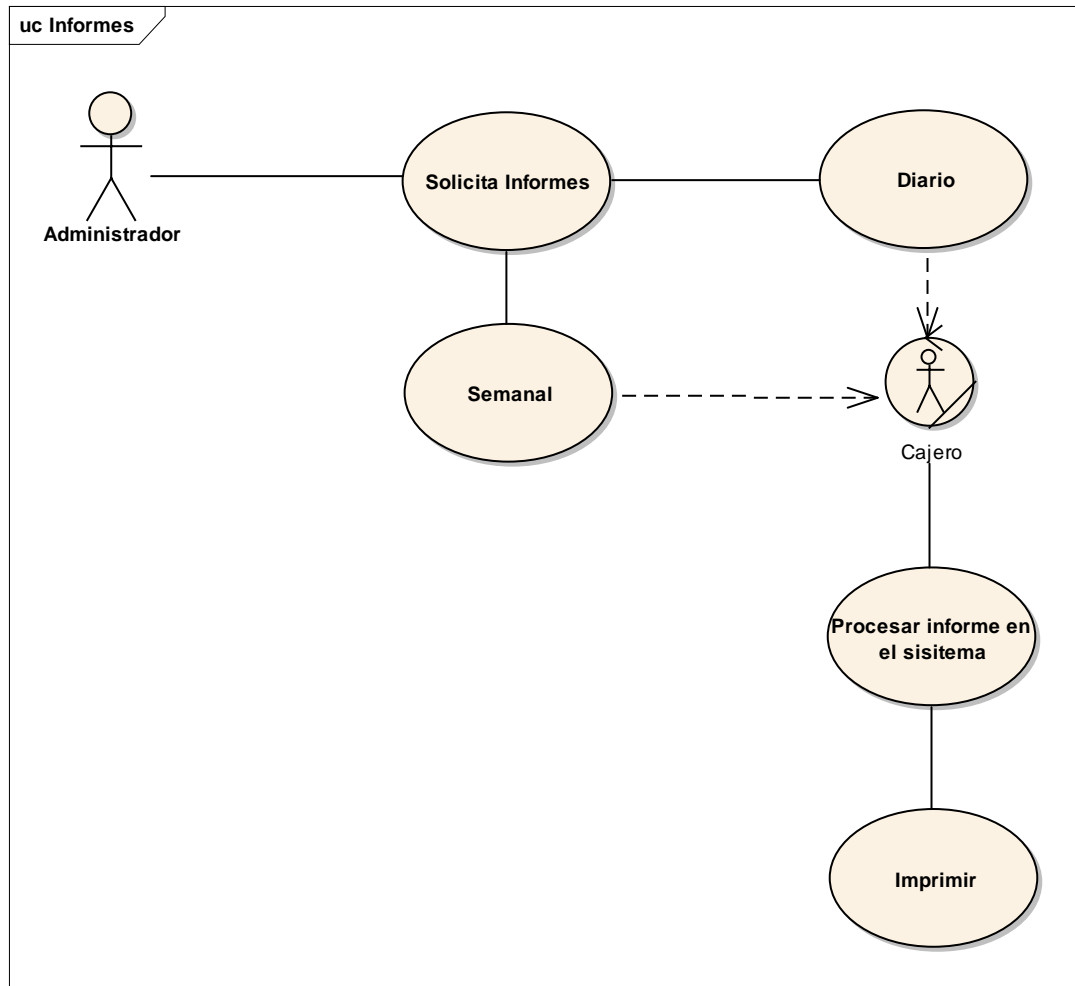 uc Informes
Administrador
Solicita Informes
Diario
Semanal
Cajero
Procesar informe en
el sisitema
Imprimir